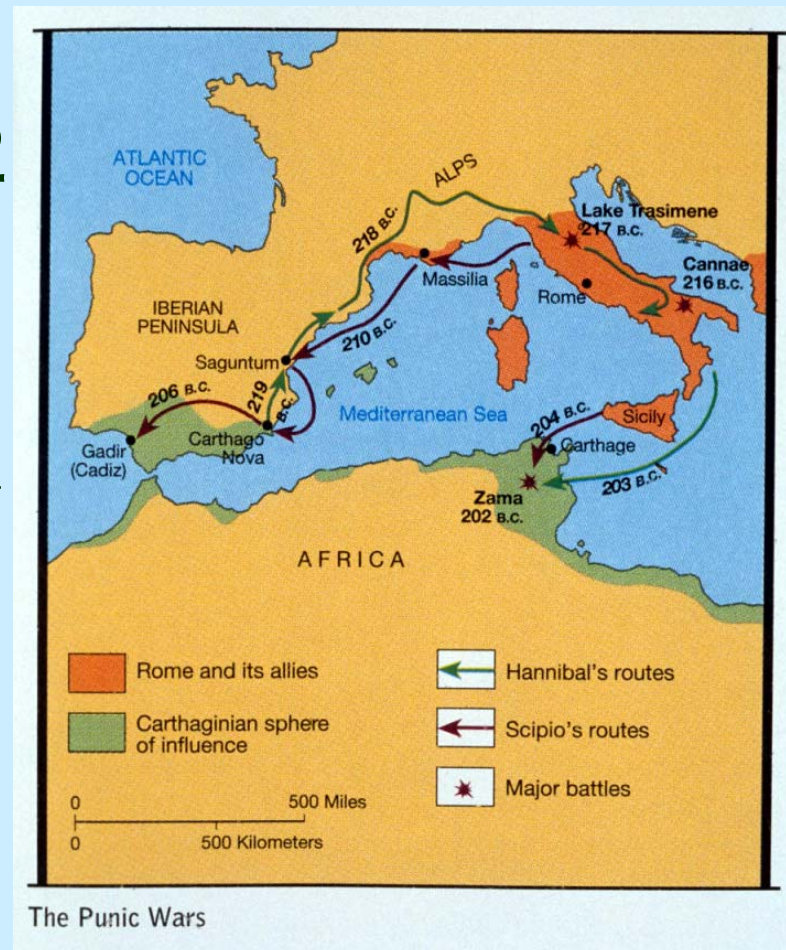 ATLANTIC
OCEAN
ALPS
218 B.C.
Lake Trasimene
217 B.C.
Cannae
216 B.C.
Massilia
Rome
IBERIAN
PENINSULA
210 B.C.
Saguntum
219
B.C.
206 B.C.
Mediterranean Sea
204 B.C.
Sicily
Gadir
(Cadiz)
Carthago
Nova
Carthage
203 B.C.
Zama
202 B.C.
AFRICA
Rome and its allies
Hannibal's routes
Carthaginian sphere
of influence
Scipio's routes
Major battles
0 500 Miles
0 500 Kilometers
The Punic Wars